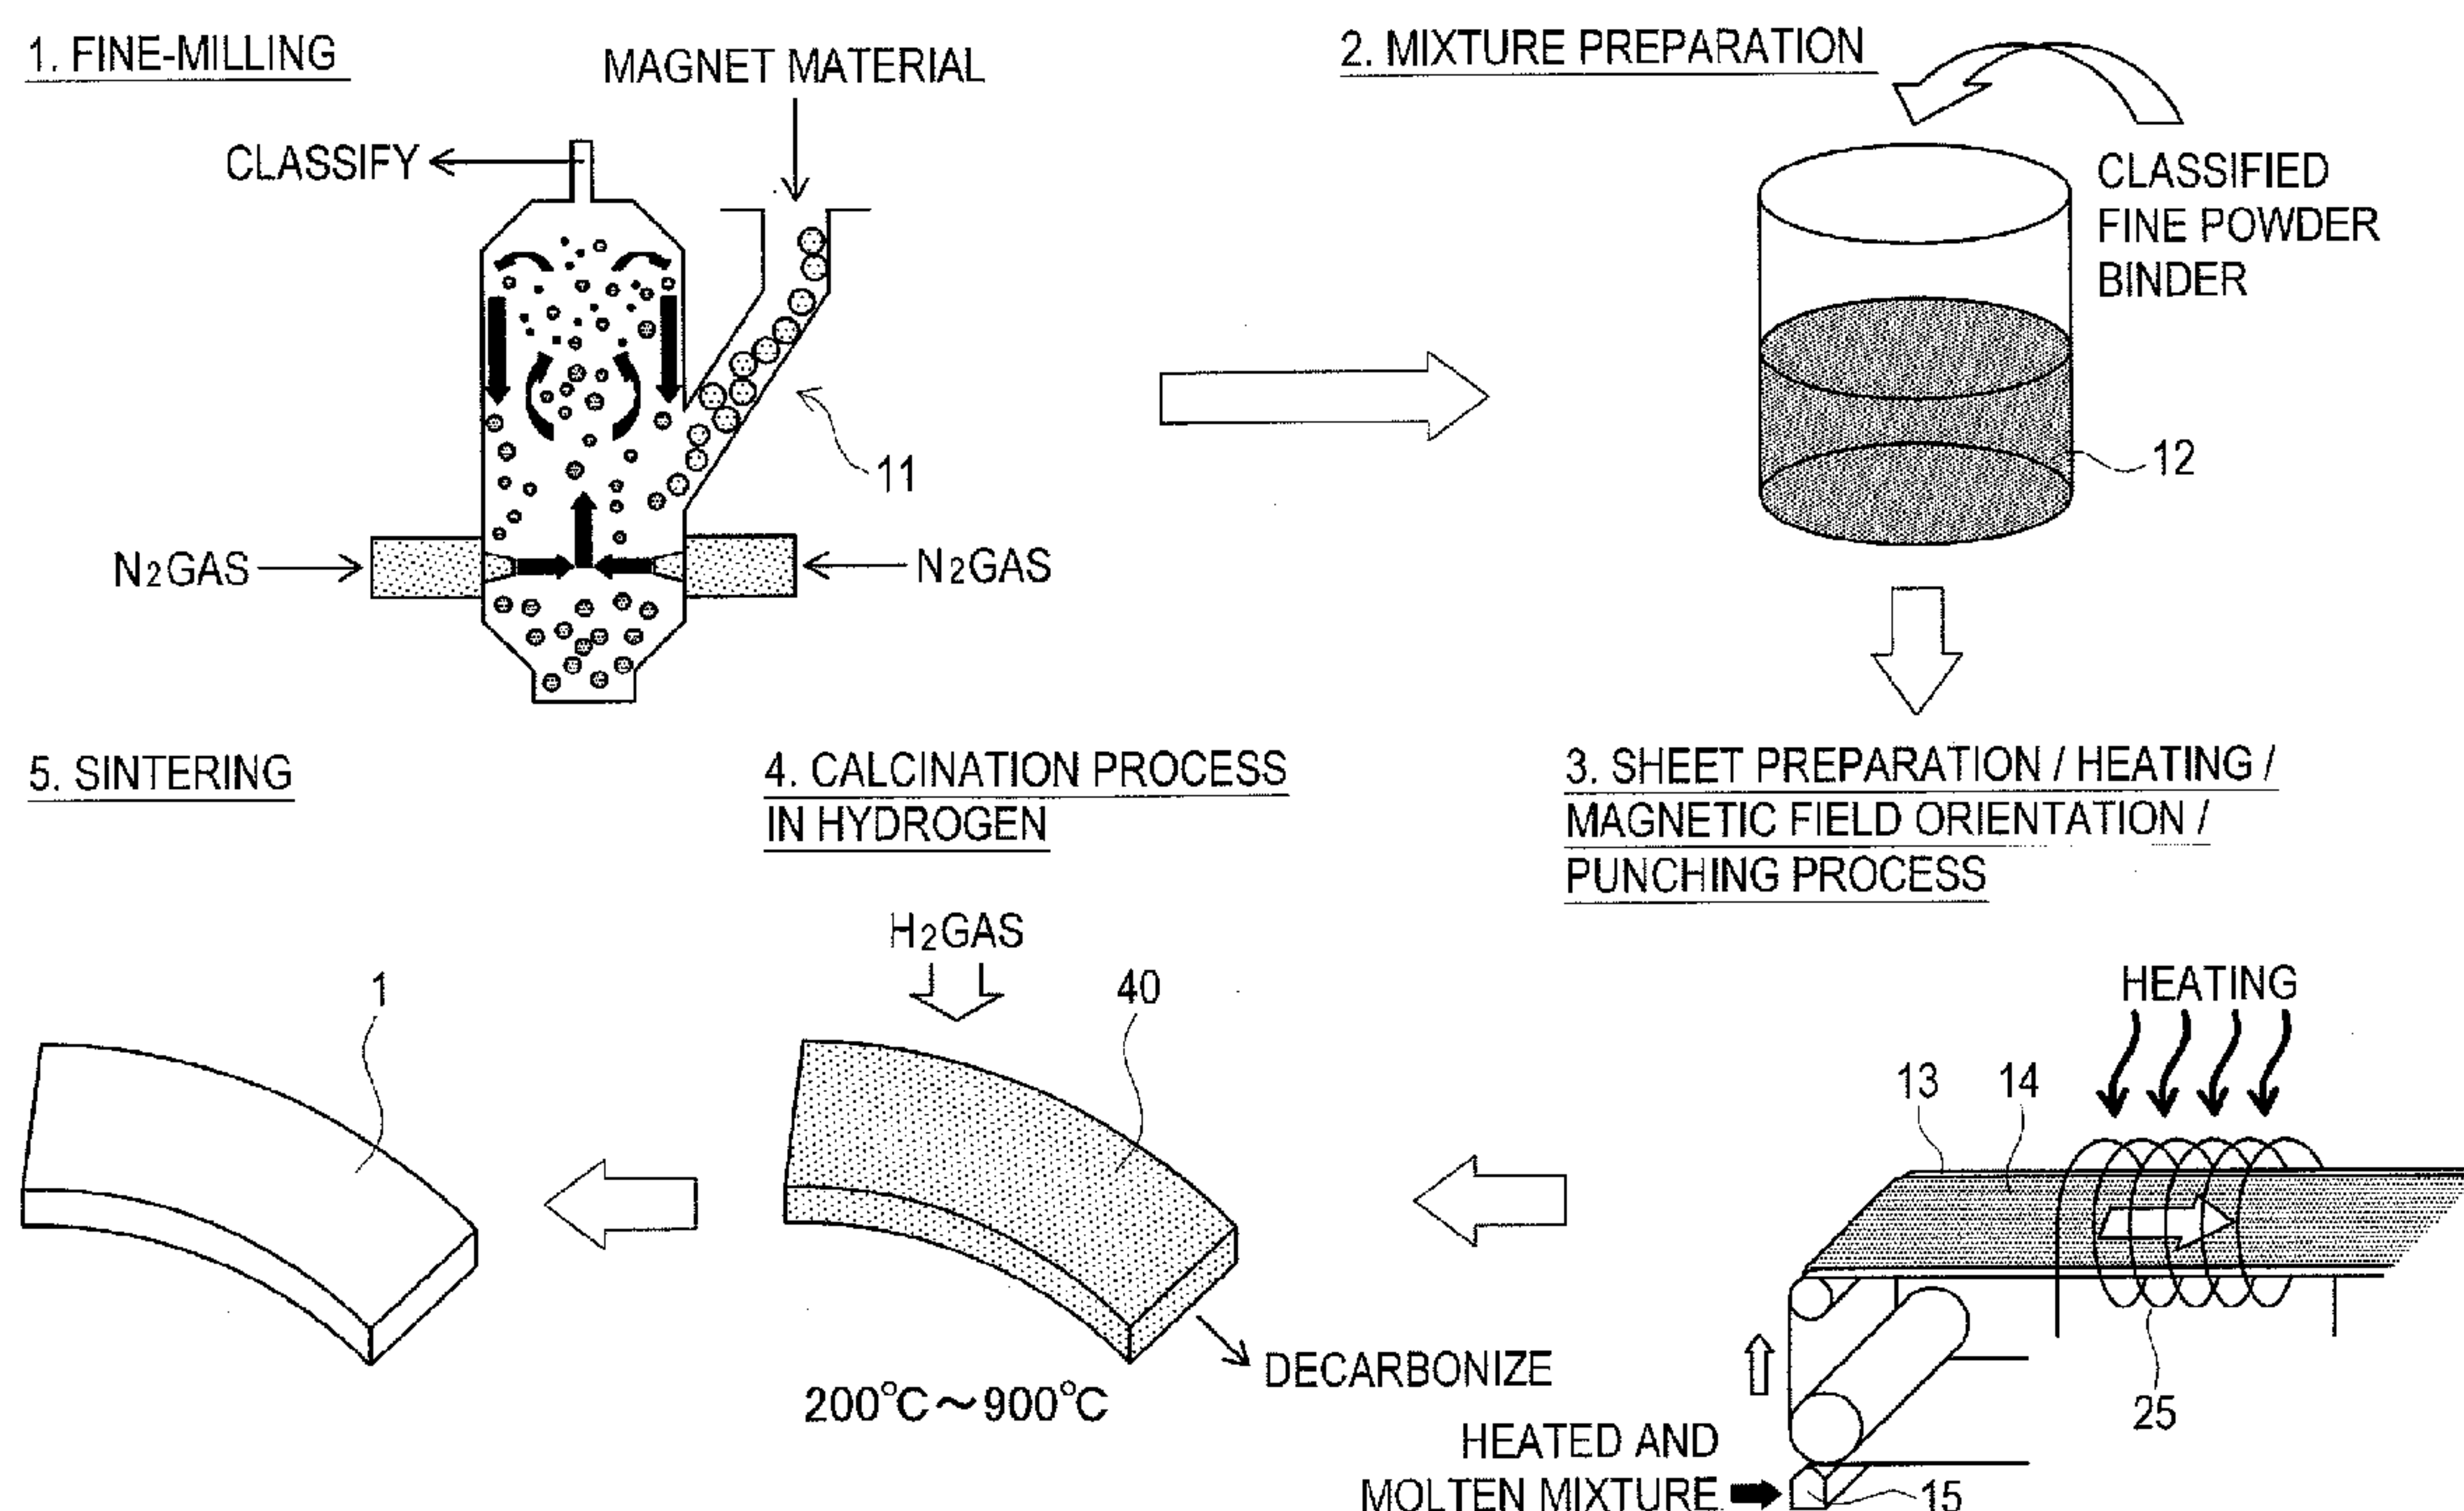 1. FINE-MILLING
MAGNET MATERIAL
CLASSIFY
11
N2GAS
N2GAS
2. MIXTURE PREPARATION
CLASSIFIED
FINE POWDER
BINDER
12
3. SHEET PREPARATION / HEATING /
MAGNETIC FIELD ORIENTATION /
PUNCHING PROCESS
HEATING
13
14
25
HEATED AND
MOLTEN MIXTURE
15
4. CALCINATION PROCESS
IN HYDROGEN
H2GAS
40
DECARBONIZE
200°C～900°C
5. SINTERING
1